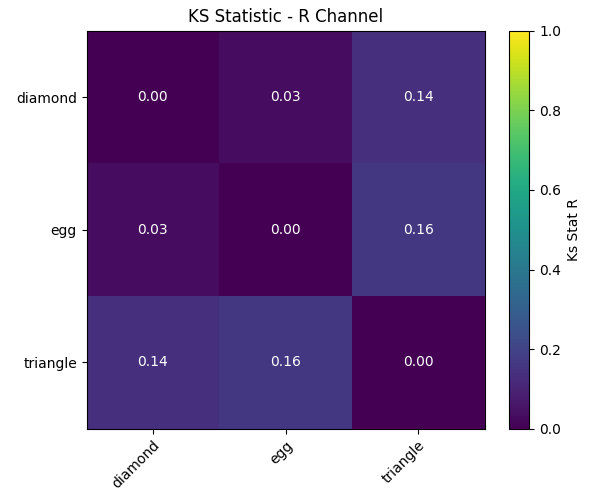 KS Statistic - R Channel
diamond
0.00
0.03
0.14
egg
0.03
0.00
0.16
triangle
0.14
0.16
0.00
diamond
egg
triangle
1.0
0.8
0.6
0.4
0.2
0.0
Ks Stat R